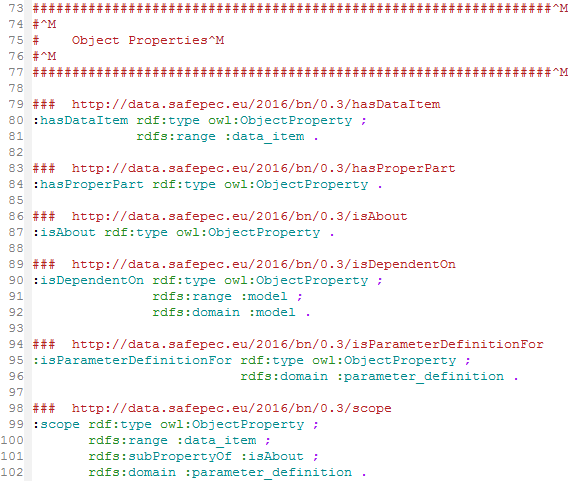 73 #################################################################^M
74 #^M
75 #    Object Properties^M
76 #^M
77 #################################################################^M
78
79 ###  http://data.safepec.eu/2016/bn/0.3/hasDataItem
80 :hasDataItem rdf:type owl:ObjectProperty ;
81              rdfs:range :data_item .
82
83 ###  http://data.safepec.eu/2016/bn/0.3/hasProperPart
84 :hasProperPart rdf:type owl:ObjectProperty .
85
86 ###  http://data.safepec.eu/2016/bn/0.3/isAbout
87 :isAbout rdf:type owl:ObjectProperty .
88
89 ###  http://data.safepec.eu/2016/bn/0.3/isDependentOn
90 :isDependentOn rdf:type owl:ObjectProperty ;
91                rdfs:range :model ;
92                rdfs:domain :model .
93
94 ###  http://data.safepec.eu/2016/bn/0.3/isParameterDefinitionFor
95 :isParameterDefinitionFor rdf:type owl:ObjectProperty ;
96                           rdfs:domain :parameter_definition .
97
98 ###  http://data.safepec.eu/2016/bn/0.3/scope
99 :scope rdf:type owl:ObjectProperty ;
100        rdfs:range :data_item ;
101        rdfs:subPropertyOf :isAbout ;
102        rdfs:domain :parameter_definition .